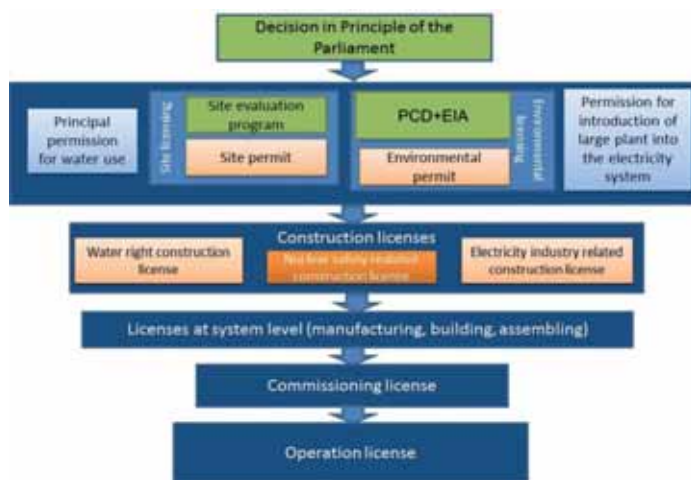 Decision in Principle of the
Parliament
Principal
permission
for water use
Site licensing
Site evaluation
program
Site permit
PCD+EIA
Environmental
permit
Environmental
licensing
Permission for
introduction of
large plant into
the electricity
system
Construction licenses
Water right construction
license
Nuclear safety related
construction license
Electricity industry related
construction license
Licenses at system level (manufacturing, building, assembling)
Commissioning license
Operation license